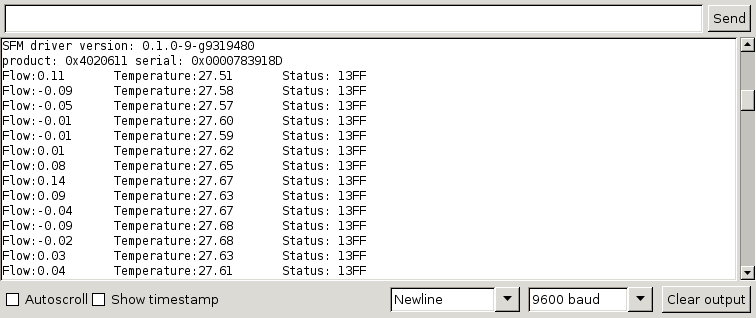 Send
SFM driver version: 0.1.0-9-g9319480
product: 0x4020611 serial: 0x0000783918D
Flow:0.11 Temperature:27.51 Status: 13FF
Flow:-0.09 Temperature:27.58 Status: 13FF
Flow:-0.05 Temperature:27.57 Status: 13FF
Flow:-0.01 Temperature:27.60 Status: 13FF
Flow:-0.01 Temperature:27.59 Status: 13FF
Flow:0.01 Temperature:27.62 Status: 13FF
Flow:0.08 Temperature:27.65 Status: 13FF
Flow:0.14 Temperature:27.67 Status: 13FF
Flow:0.09 Temperature:27.63 Status: 13FF
Flow:-0.04 Temperature:27.67 Status: 13FF
Flow:-0.09 Temperature:27.68 Status: 13FF
Flow:-0.02 Temperature:27.68 Status: 13FF
Flow:0.03 Temperature:27.63 Status: 13FF
Flow:0.04 Temperature:27.61 Status: 13FF
Autoscroll Show timestamp Newline 9600 baud Clear output